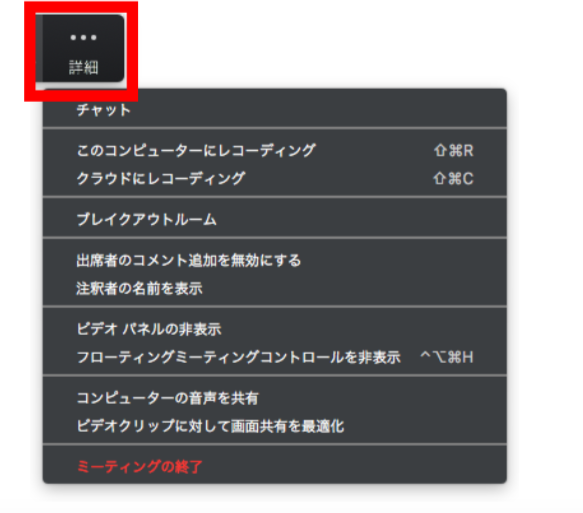 •••
詳細
チャット
このコンピューターにレコーディング ⇧⌘R
クラウドにレコーディング ⇧⌘C
ブレイクアウトルーム
出席者のコメント追加を無効にする
注釈者の名前を表示
ビデオ パネルの非表示
フローティングミーティングコントロールを非表示 ^⌥⌘H
コンピューターの音声を共有
ビデオクリップに対して画面共有を最適化
ミーティングの終了